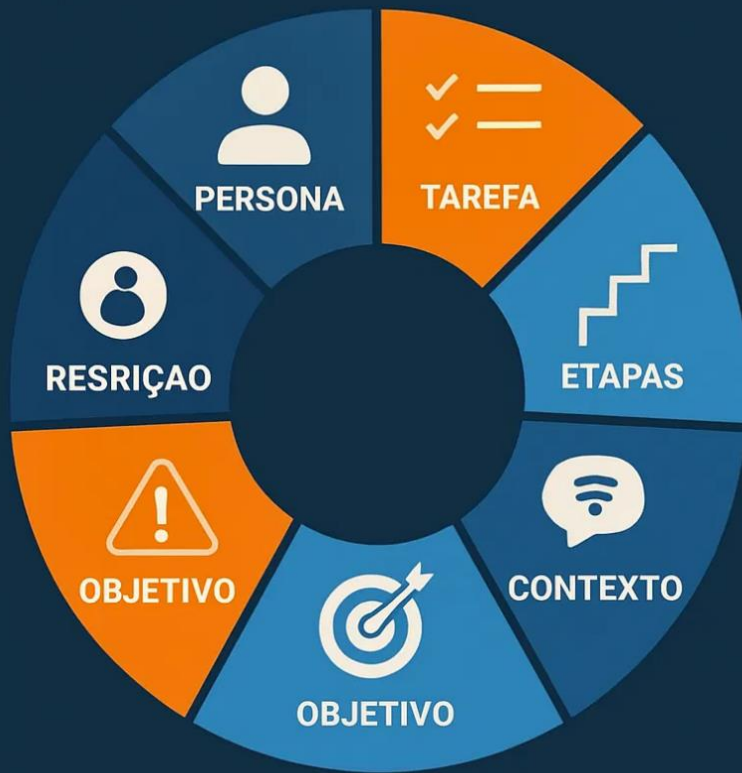 PERSONA
TAREFA
ETAPAS
CONTEXTO
OBJETIVO
OBJETIVO
RESRIÇAO